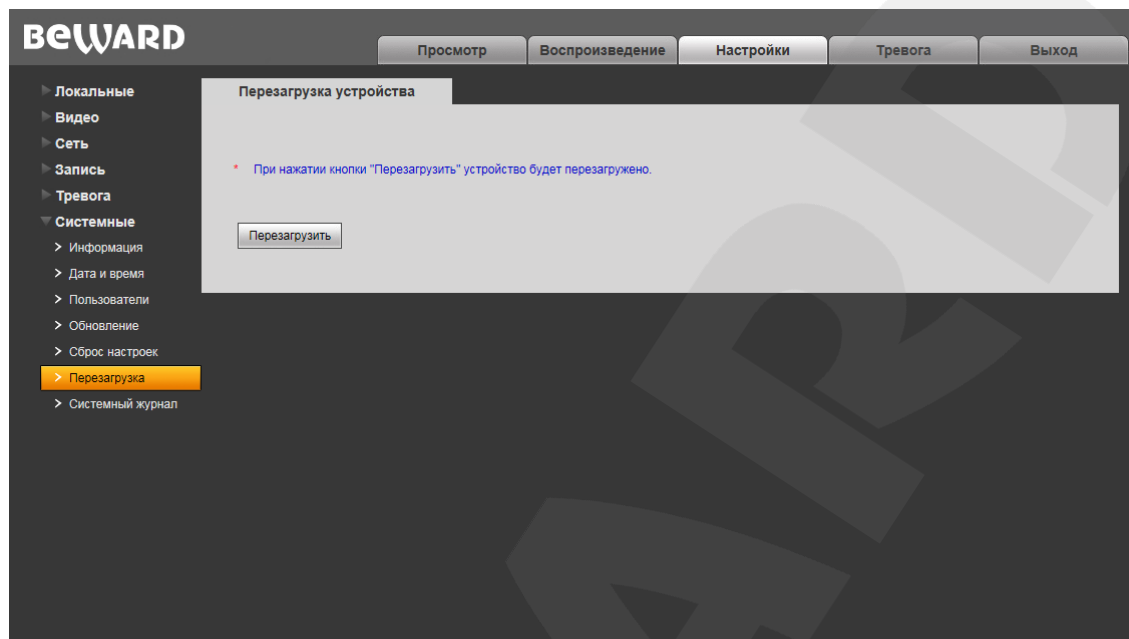 BEWARD
Просмотр
Воспроизведение
Настройки
Тревога
Выход
Локальные
Видео
Сеть
Запись
Тревога
Системные
Информация
Дата и время
Пользователи
Обновление
Сброс настроек
Перезагрузка
Системный журнал
Перезагрузка устройства
* При нажатии кнопки "Перезагрузить" устройство будет перезагружено.
Перезагрузить